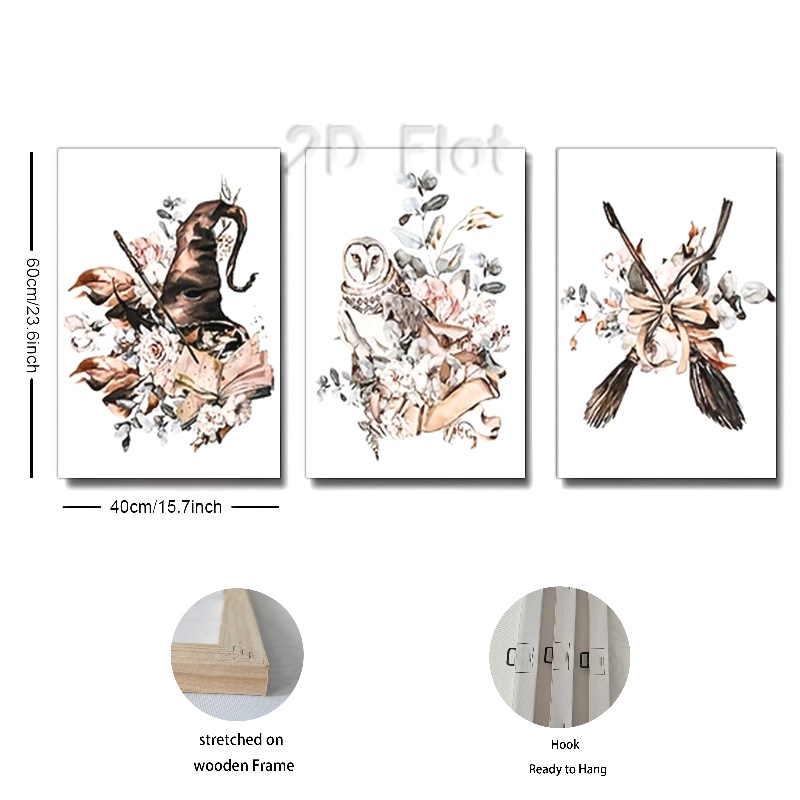 2D Flat
60cm/23.6inch
40cm/15.7inch
stretched on
wooden Frame
Hook
Ready to Hang